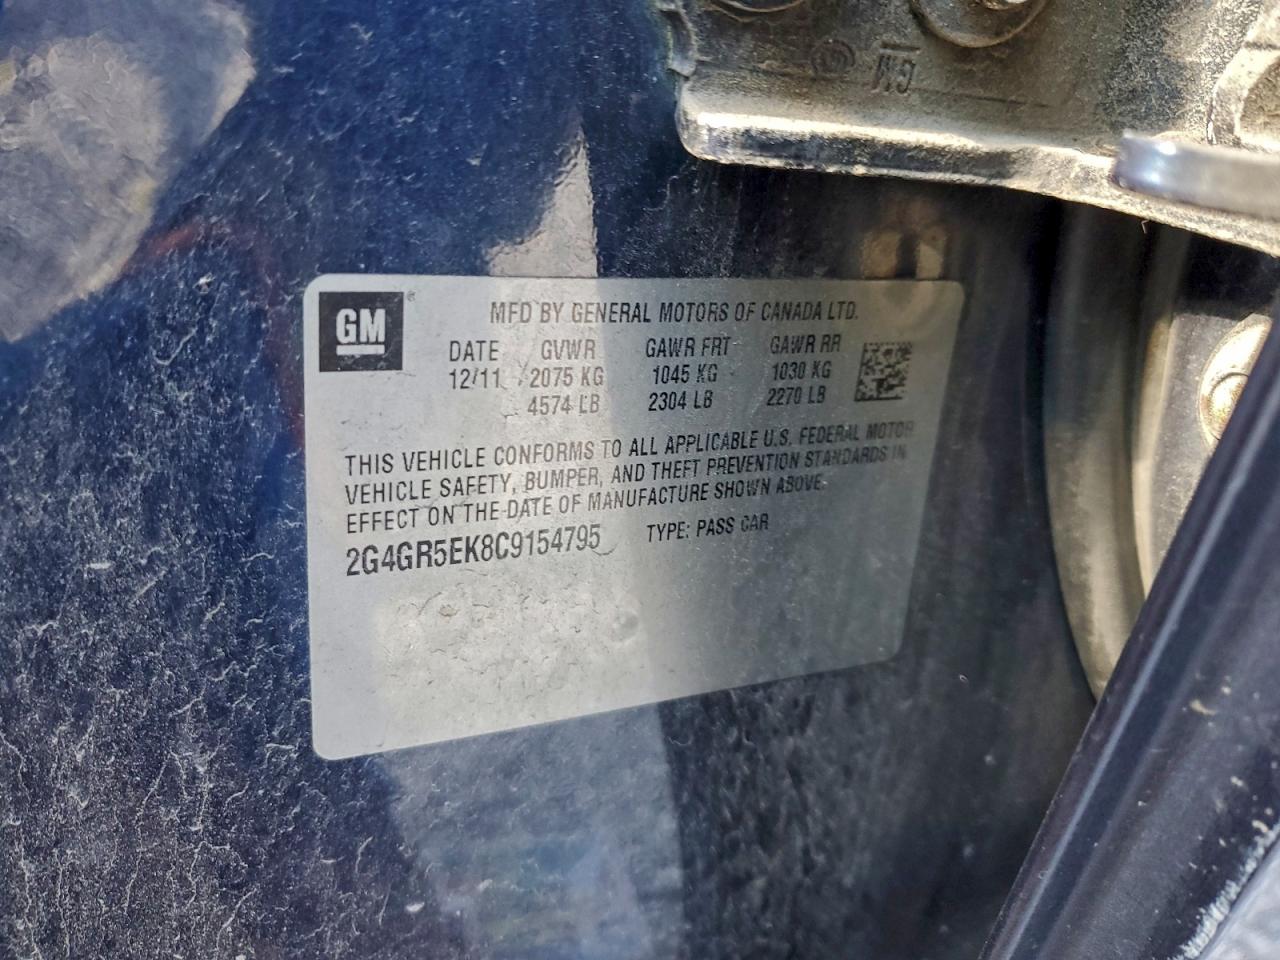 GM
GM
MFD BY GENERAL MOTORS OF CANADA LTD.
DATE GVWR GAWR FRT GAWR RR
12/11 2075 KG 1045 KG 1030 KG
4574 LB 2304 LB 2270 LB
THIS VEHICLE CONFORMS TO ALL APPLICABLE U.S. FEDERAL MOTOR
VEHICLE SAFETY, BUMPER, AND THEFT PREVENTION STANDARDS IN
EFFECT ON THE DATE OF MANUFACTURE SHOWN ABOVE.
2G4GR5EK8C9154795 TYPE: PASS CAR